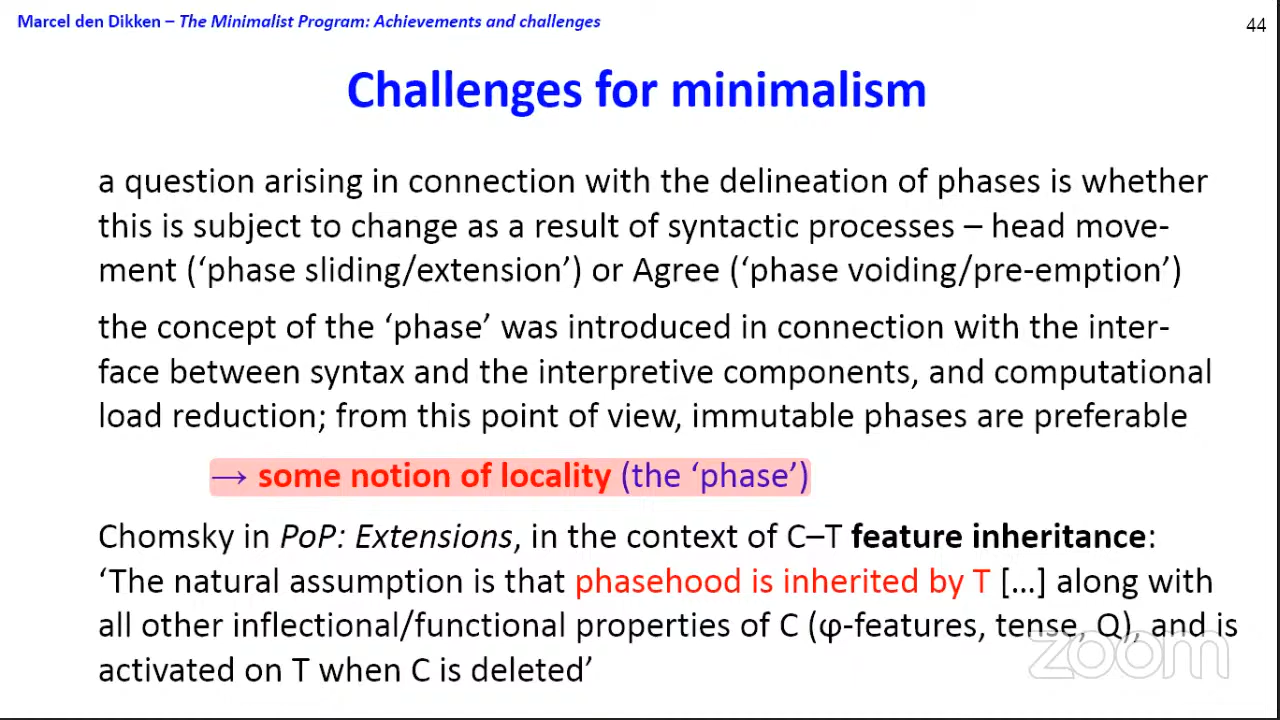 Marcel den Dikken – The Minimalist Program: Achievements and challenges
44
Challenges for minimalism
a question arising in connection with the delineation of phases is whether
this is subject to change as a result of syntactic processes – head move-
ment (‘phase sliding/extension’) or Agree (‘phase voiding/pre-emption’)
the concept of the ‘phase’ was introduced in connection with the inter-
face between syntax and the interpretive components, and computational
load reduction; from this point of view, immutable phases are preferable
→ some notion of locality (the ‘phase’)
Chomsky in PoP: Extensions, in the context of C–T feature inheritance:
‘The natural assumption is that phasehood is inherited by T […] along with
all other inflectional/functional properties of C (φ-features, tense, Q), and is
activated on T when C is deleted’
zoom